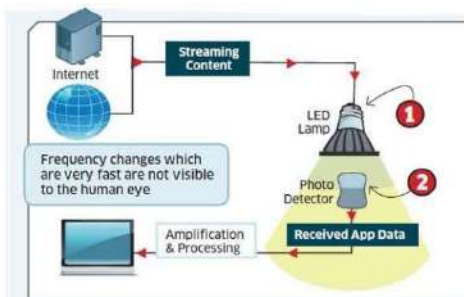 Internet
Streaming
Content
LED
Lamp
1
Frequency changes which
are very fast are not visible
to the human eye
Photo
Detector
2
Amplification
& Processing
Received App Data